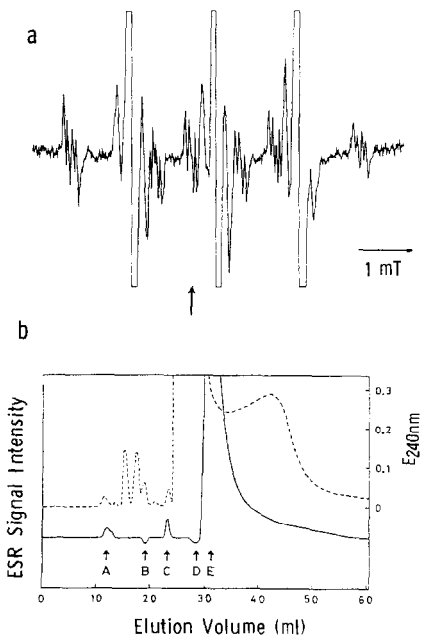 a
1 mT
b
ESR Signal Intensity
E240nm
0.3
0.2
0.1
0
A B C D E
0 10 20 30 40 50 60
Elution Volume (ml)